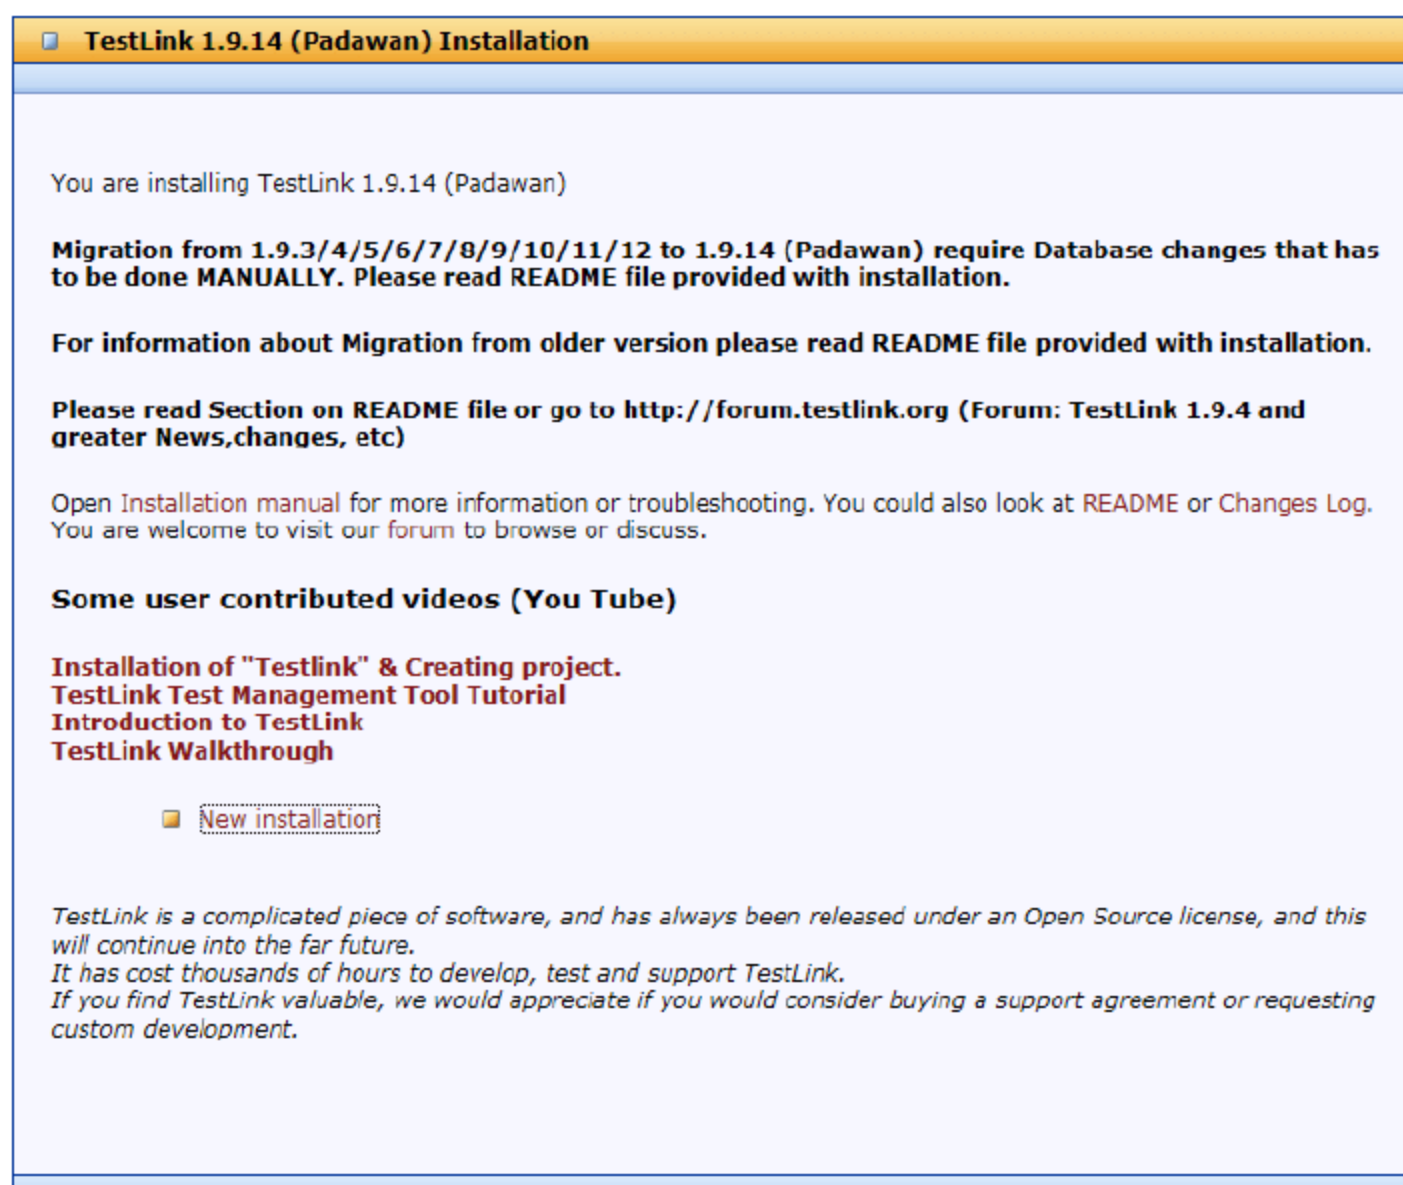 TestLink 1.9.14 (Padawan) Installation
You are installing TestLink 1.9.14 (Padawan)
Migration from 1.9.3/4/5/6/7/8/9/10/11/12 to 1.9.14 (Padawan) require Database changes that has
to be done MANUALLY. Please read README file provided with installation.
For information about Migration from older version please read README file provided with installation.
Please read Section on README file or go to http://forum.testlink.org (Forum: TestLink 1.9.4 and
greater News,changes, etc)
Open Installation manual for more information or troubleshooting. You could also look at README or Changes Log.
You are welcome to visit our forum to browse or discuss.
Some user contributed videos (You Tube)
Installation of "Testlink" & Creating project.
TestLink Test Management Tool Tutorial
Introduction to TestLink
TestLink Walkthrough
New installation
TestLink is a complicated piece of software, and has always been released under an Open Source license, and this
will continue into the far future.
It has cost thousands of hours to develop, test and support TestLink.
If you find TestLink valuable, we would appreciate if you would consider buying a support agreement or requesting
custom development.